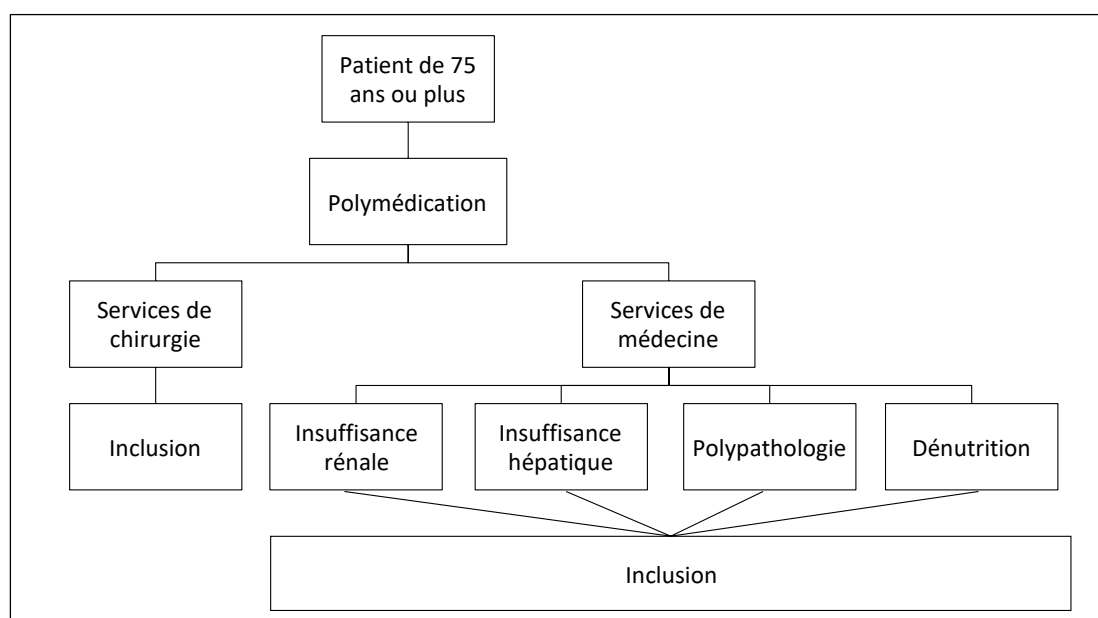 Patient de 75
ans ou plus
Polymédication
Services de
chirurgie
Services de
médecine
Inclusion
Insuffisance
rénale
Insuffisance
hépatique
Polypathologie
Dénutrition
Inclusion